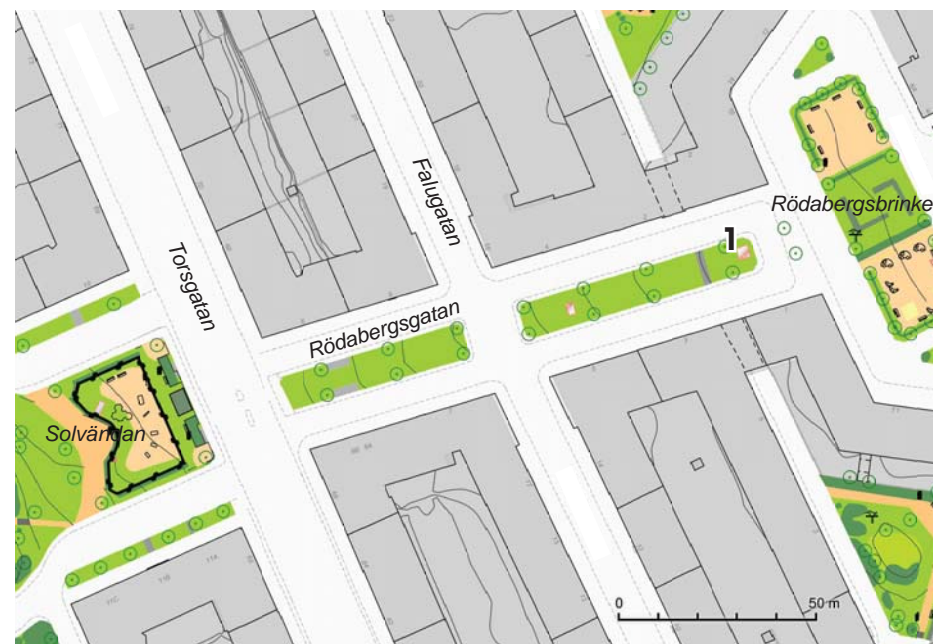 Falugatan
Rödabergsbrinke
1
Torsgatan
Rödabergsgatan
Solvändan
0 50 m